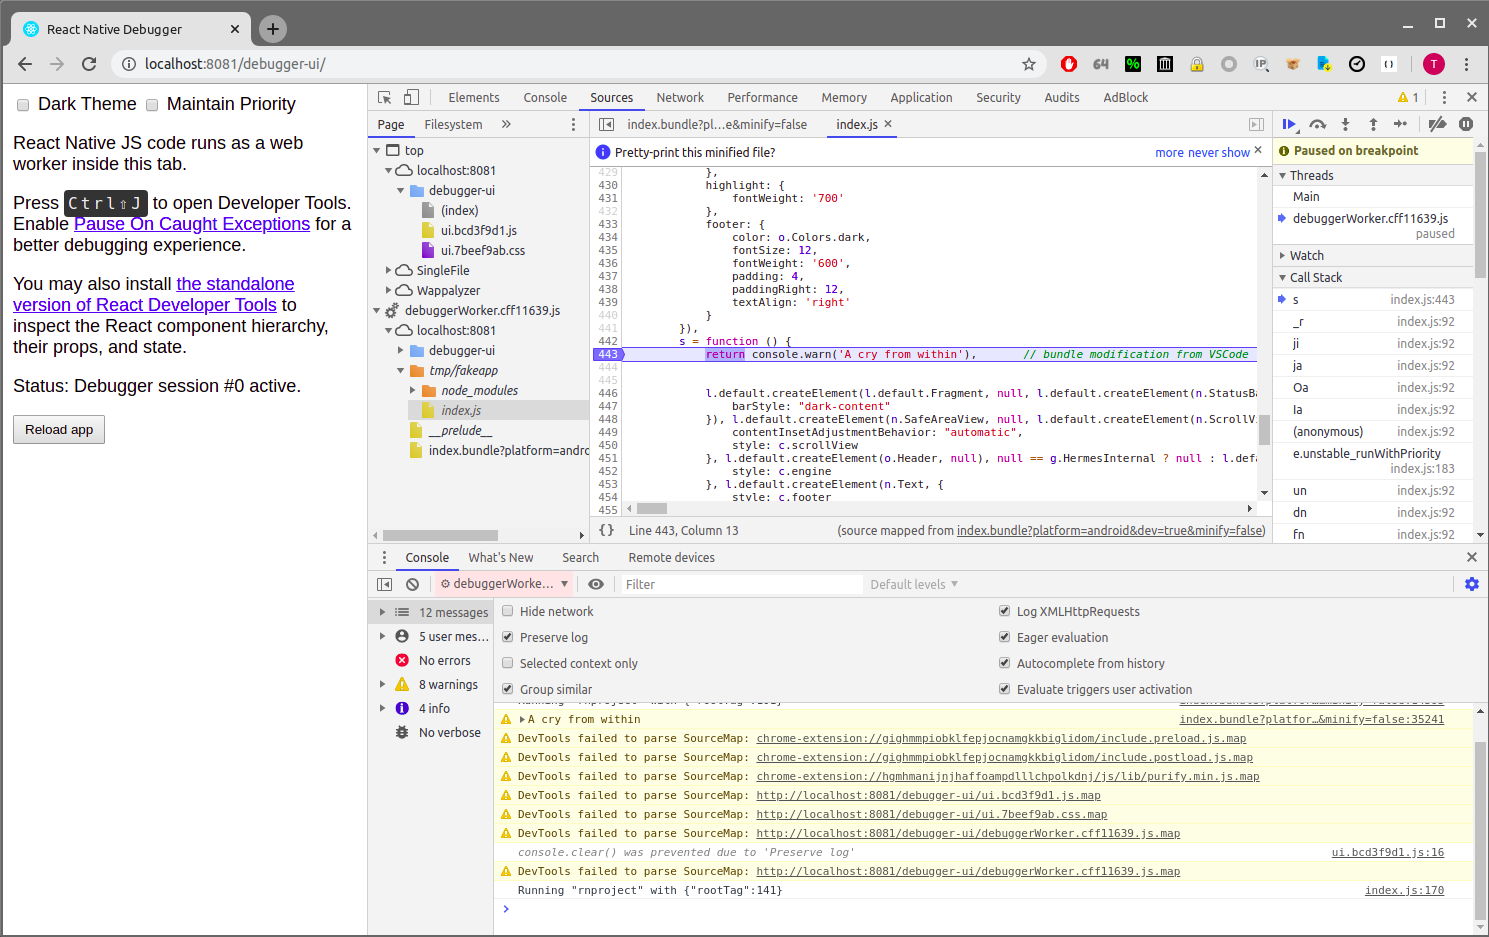 React Native Debugger
localhost:8081/debugger-ui/
64
%
IP
T
Dark Theme Maintain Priority
React Native JS code runs as a web
worker inside this tab.
Press Ctrl⇧J to open Developer Tools.
Enable Pause On Caught Exceptions for a
better debugging experience.
You may also install the standalone
version of React Developer Tools to
inspect the React component hierarchy,
their props, and state.
Status: Debugger session #0 active.
Reload app
Elements Console Sources Network Performance Memory Application Security Audits AdBlock 1
Page Filesystem »
top
localhost:8081
debugger-ui
(index)
ui.bcd3f9d1.js
ui.7beef9ab.css
SingleFile
Wappalyzer
debuggerWorker.cff11639.js
localhost:8081
debugger-ui
tmp/fakeapp
node_modules
index.js
__prelude__
index.bundle?platform=andro
index.bundle?pl…e&minify=false index.js
Pretty-print this minified file? more never show
429 },
430 highlight: {
431 fontWeight: '700'
432 },
433 footer: {
434 color: o.Colors.dark,
435 fontSize: 12,
436 fontWeight: '600',
437 padding: 4,
438 paddingRight: 12,
439 textAlign: 'right'
440 }
441 }),
442 s = function () {
443 return console.warn('A cry from within'), // bundle modification from VSCode
444
445
446 l.default.createElement(l.default.Fragment, null, l.default.createElement(n.StatusBa
447 barStyle: "dark-content"
448 }), l.default.createElement(n.SafeAreaView, null, l.default.createElement(n.ScrollVi
449 contentInsetAdjustmentBehavior: "automatic",
450 style: c.scrollView
451 }, l.default.createElement(o.Header, null), null == g.HermesInternal ? null : l.defa
452 style: c.engine
453 }, l.default.createElement(n.Text, {
454 style: c.footer
455
{} Line 443, Column 13 (source mapped from index.bundle?platform=android&dev=true&minify=false)
Paused on breakpoint
Threads
Main
debuggerWorker.cff11639.js
paused
Watch
Call Stack
s index.js:443
_r index.js:92
ji index.js:92
ja index.js:92
Oa index.js:92
Ia index.js:92
(anonymous) index.js:92
e.unstable_runWithPriority
index.js:183
un index.js:92
dn index.js:92
fn index.js:92
Console What's New Search Remote devices
debuggerWorke… Filter Default levels
12 messages
5 user mes…
No errors
8 warnings
4 info
No verbose
Hide network Log XMLHttpRequests
Preserve log Eager evaluation
Selected context only Autocomplete from history
Group similar Evaluate triggers user activation
A cry from within index.bundle?platfor…&minify=false:35241
DevTools failed to parse SourceMap: chrome-extension://gighmmpiobklfepjocnamgkkbiglidom/include.preload.js.map
DevTools failed to parse SourceMap: chrome-extension://gighmmpiobklfepjocnamgkkbiglidom/include.postload.js.map
DevTools failed to parse SourceMap: chrome-extension://hgmhmanijnjhaffoampdlllchpolkdnj/js/lib/purify.min.js.map
DevTools failed to parse SourceMap: http://localhost:8081/debugger-ui/ui.bcd3f9d1.js.map
DevTools failed to parse SourceMap: http://localhost:8081/debugger-ui/ui.7beef9ab.css.map
DevTools failed to parse SourceMap: http://localhost:8081/debugger-ui/debuggerWorker.cff11639.js.map
console.clear() was prevented due to 'Preserve log' ui.bcd3f9d1.js:16
DevTools failed to parse SourceMap: http://localhost:8081/debugger-ui/debuggerWorker.cff11639.js.map
Running "rnproject" with {"rootTag":141} index.js:170
>